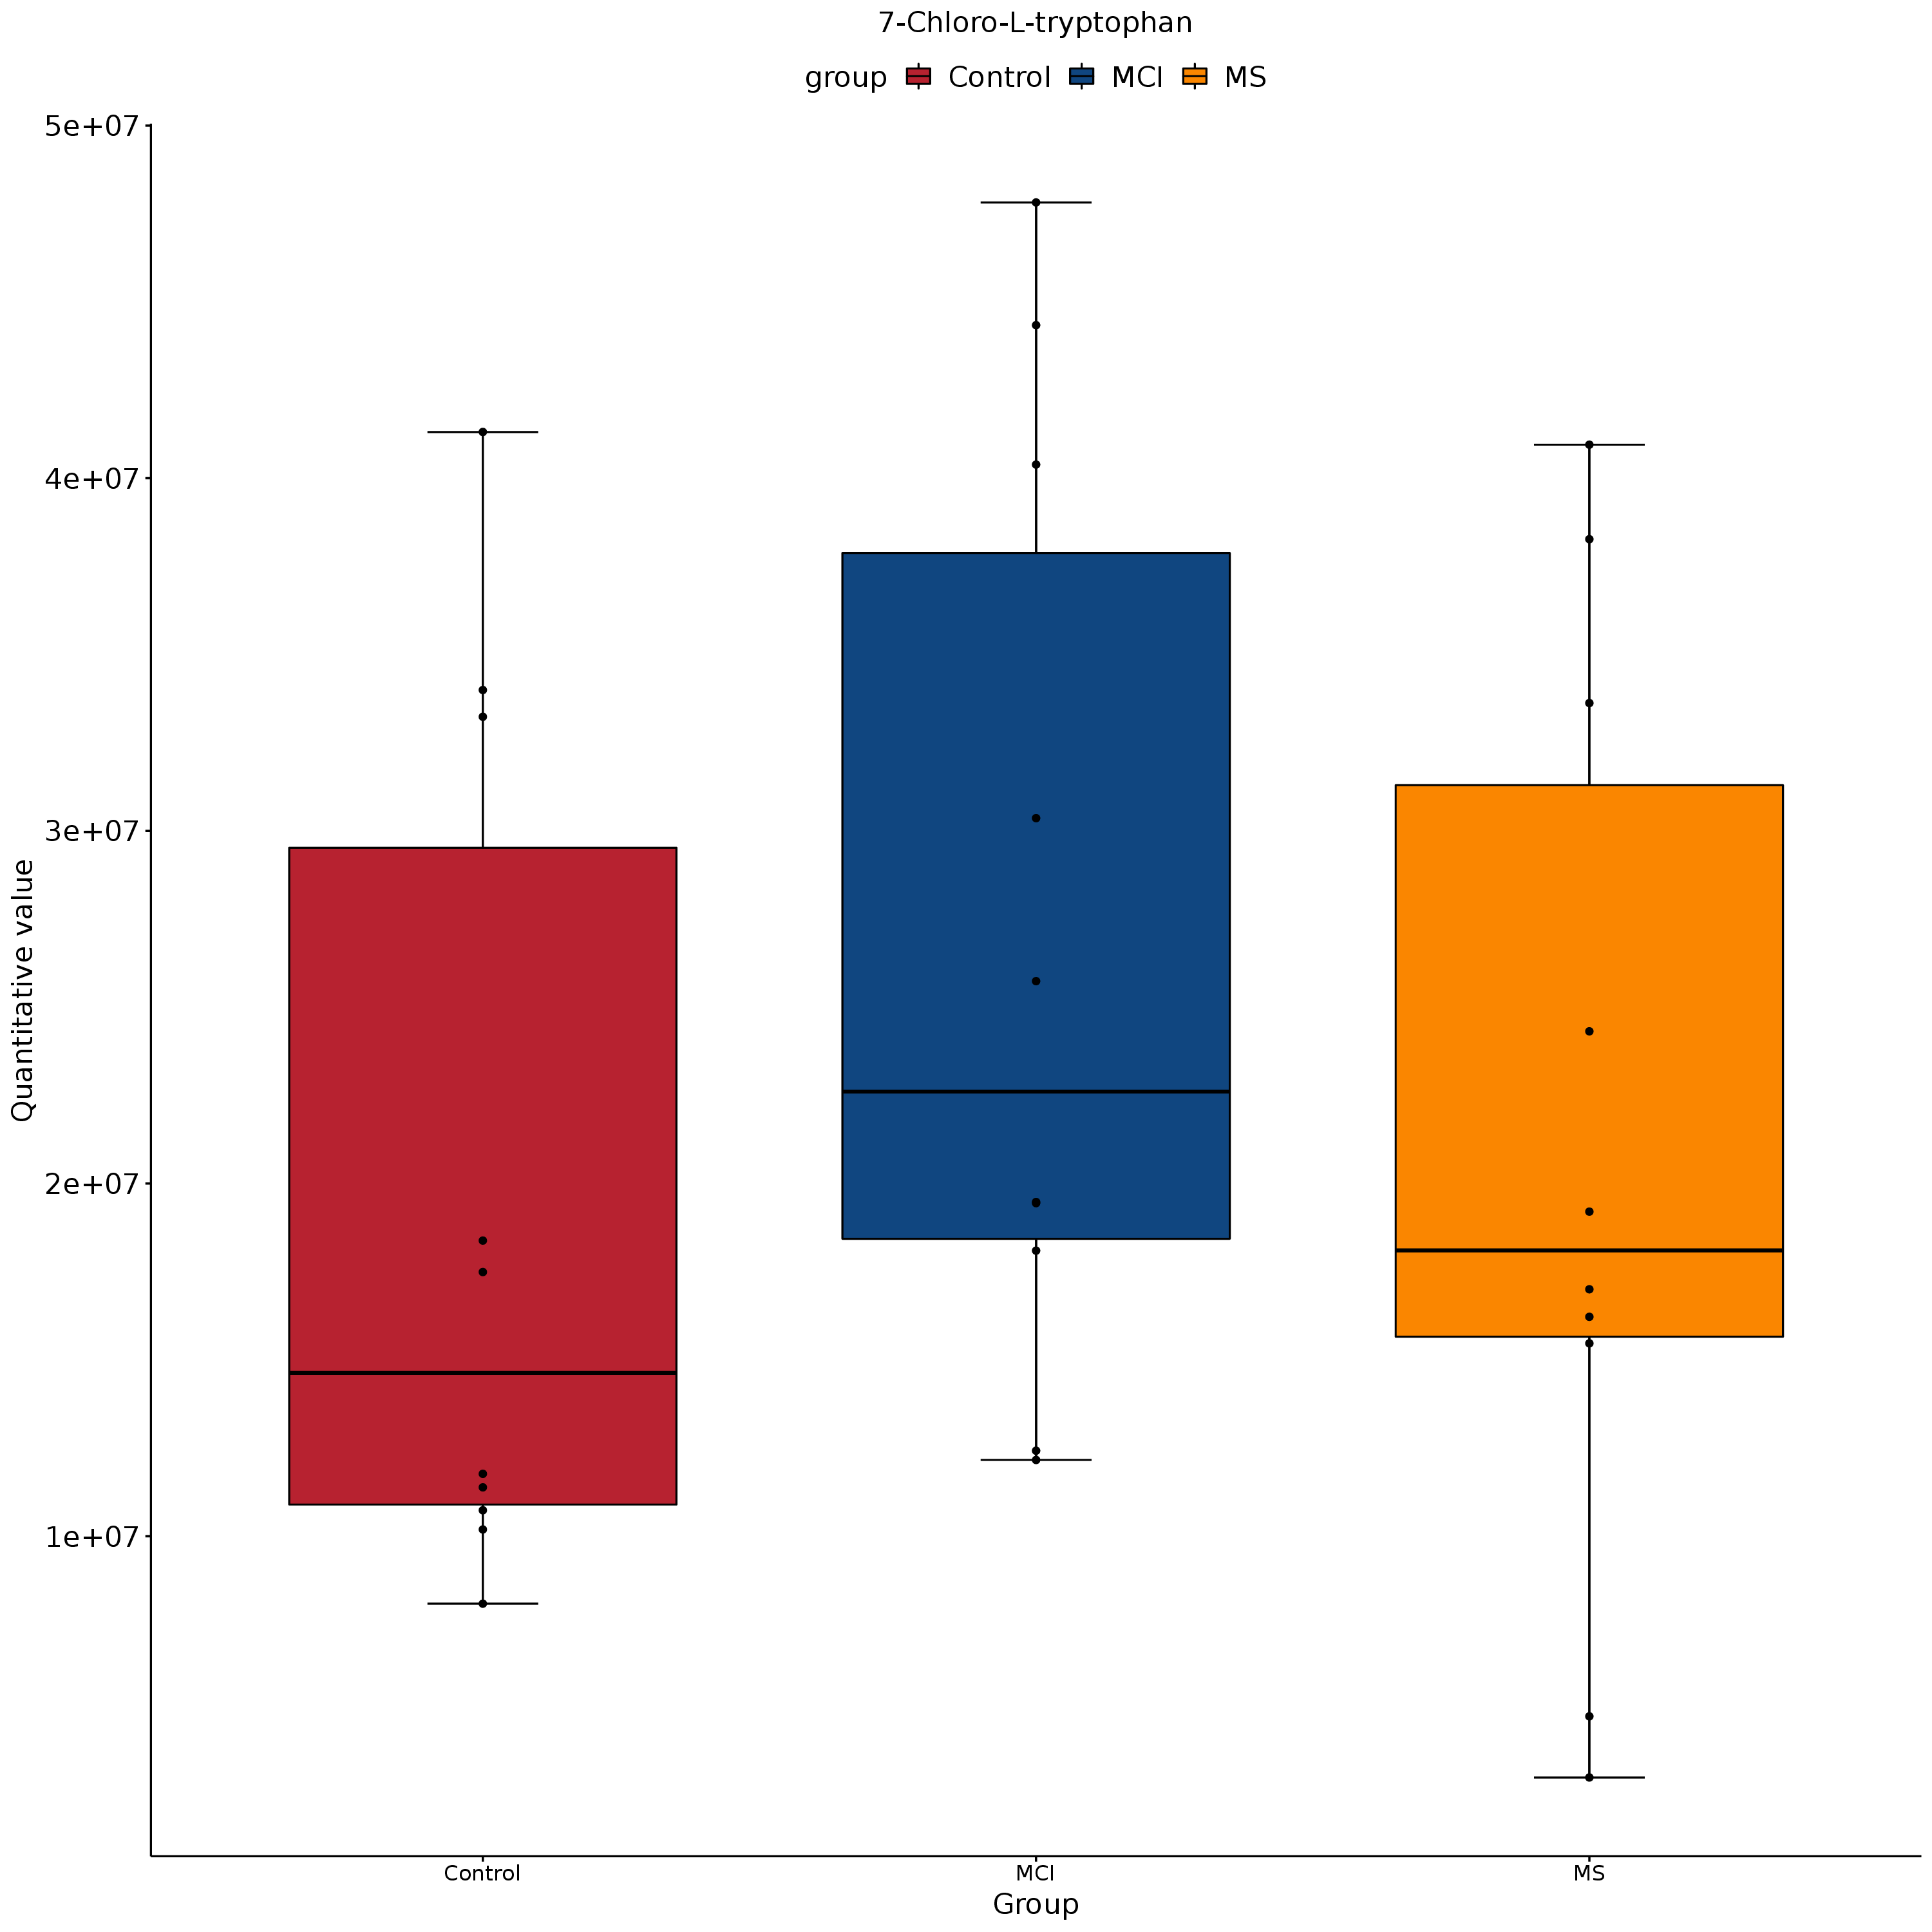 7-Chloro-L-tryptophan
group Control MCI MS
5e+07
4e+07
3e+07
2e+07
1e+07
Quantitative value
Control MCI MS
Group